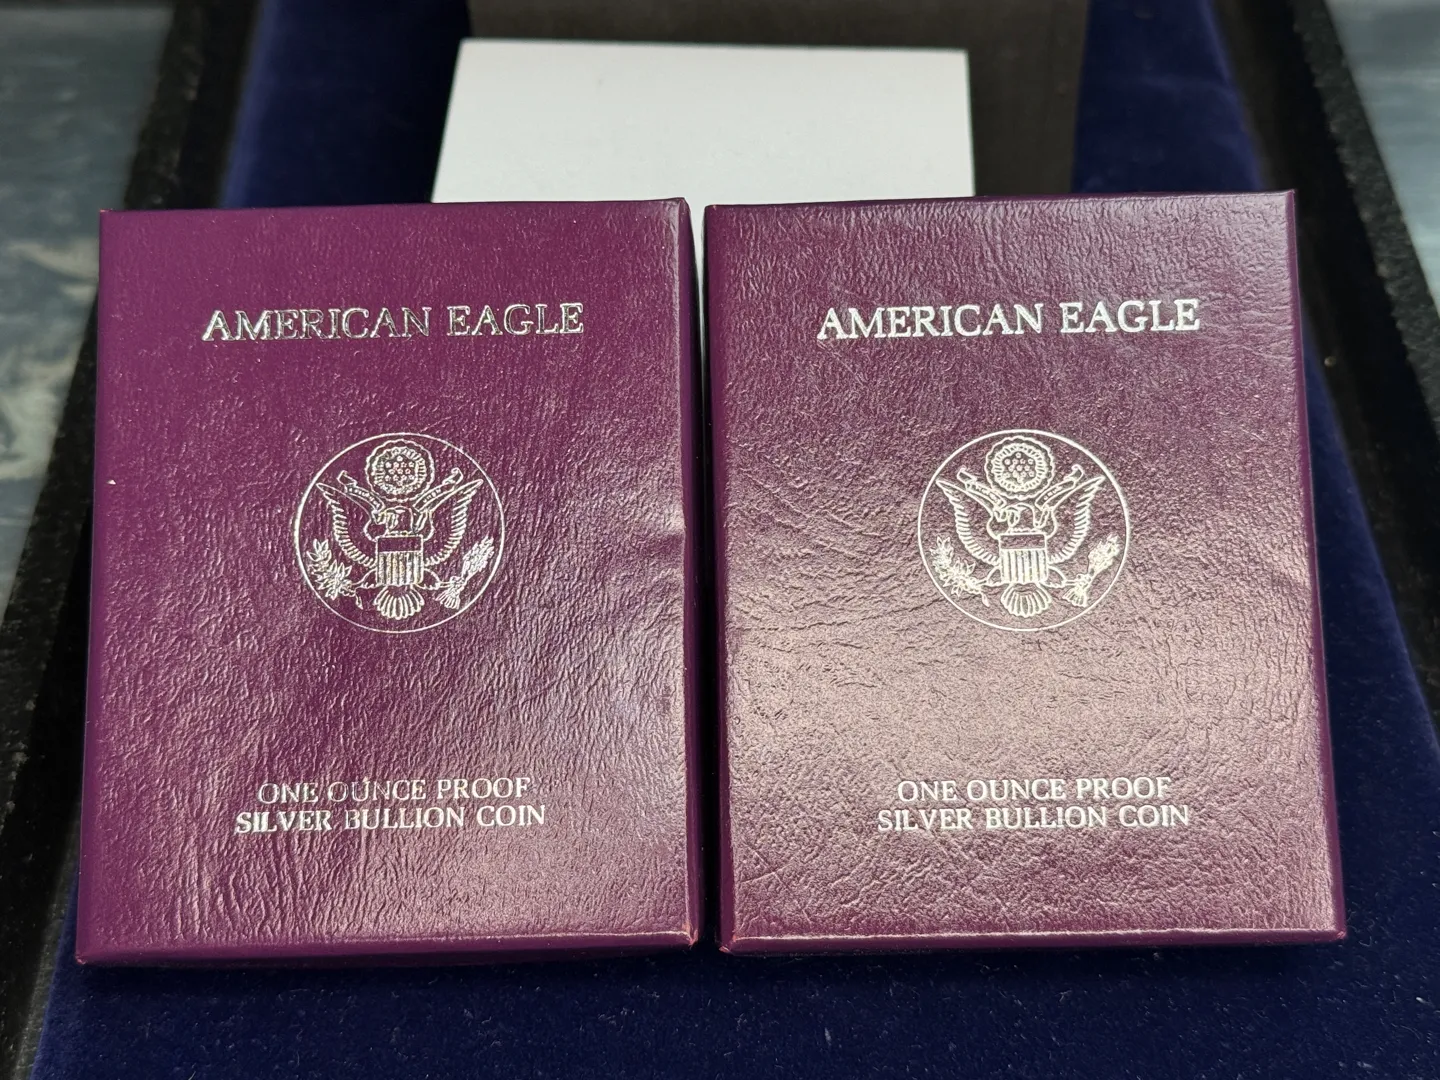 AMERICAN EAGLE
ONE OUNCE PROOF
SILVER BULLION COIN
AMERICAN EAGLE
ONE OUNCE PROOF
SILVER BULLION COIN